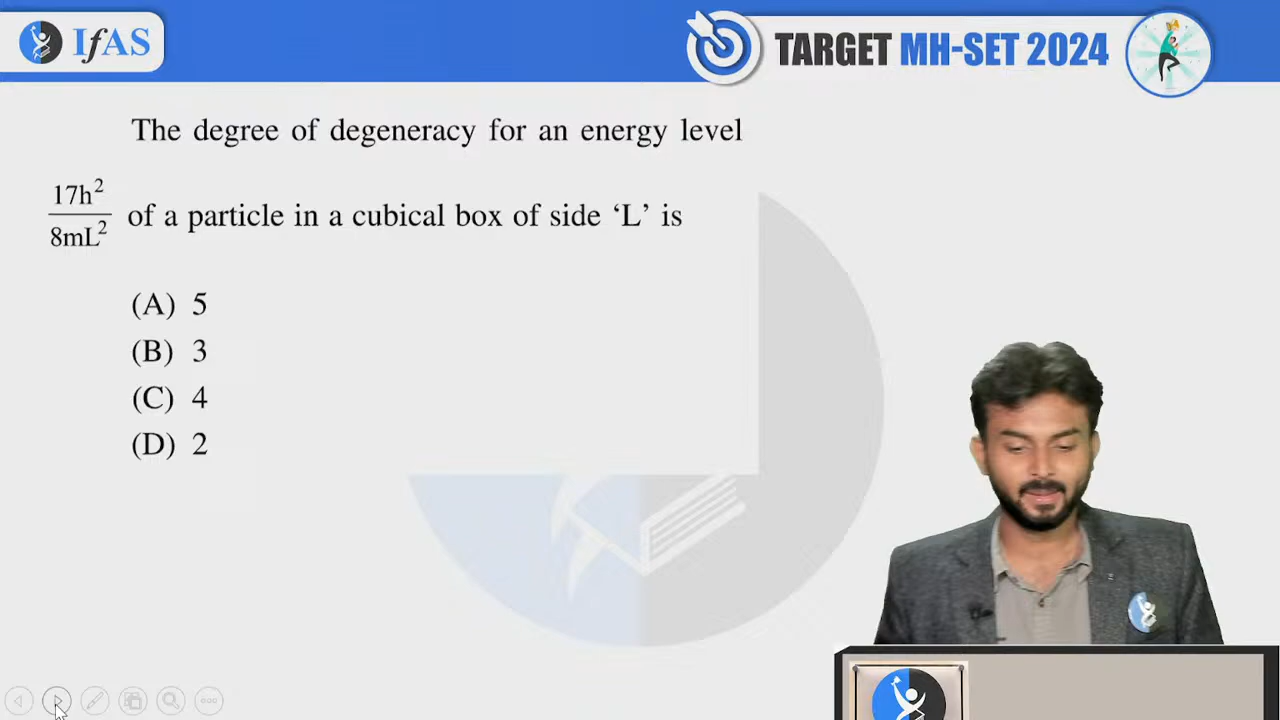 IfAS
TARGET MH-SET 2024
The degree of degeneracy for an energy level
17h²
8mL²
of a particle in a cubical box of side ‘L’ is
(A) 5
(B) 3
(C) 4
(D) 2